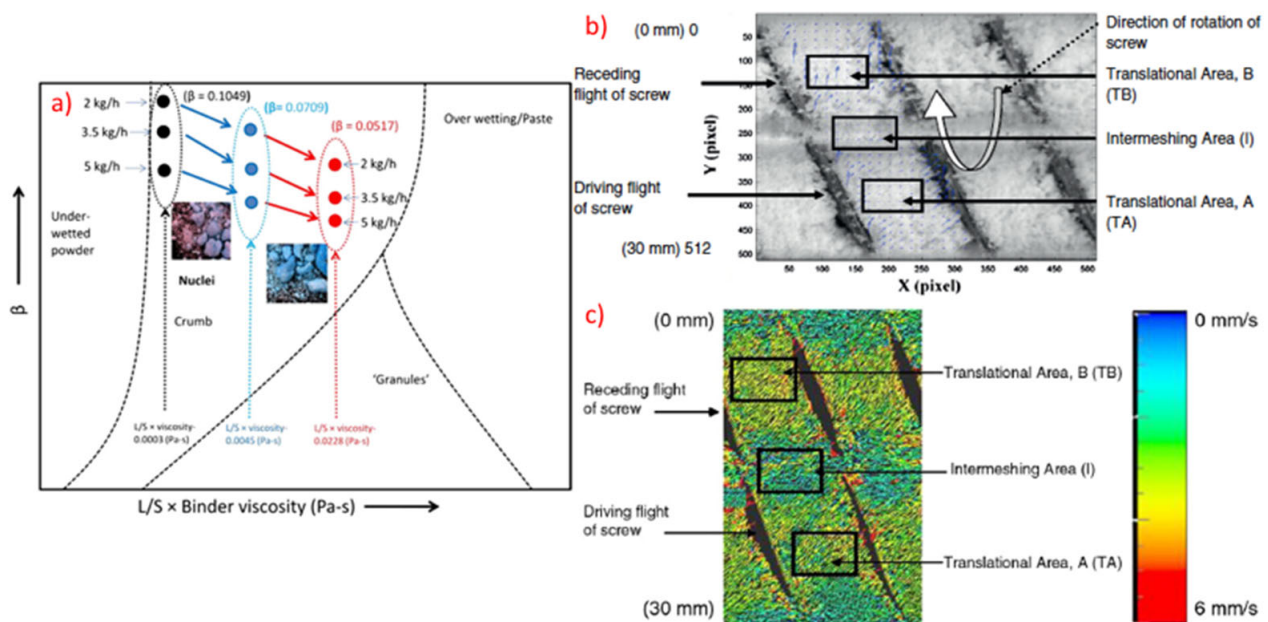 a)
2 kg/h
3.5 kg/h
5 kg/h
(β = 0.1049)
(β = 0.0709)
(β = 0.0517)
2 kg/h
3.5 kg/h
5 kg/h
Over wetting/Paste
Under-
wetted powder
Nuclei
Crumb
'Granules'
L/S × viscosity-
0.0003 (Pa-s)
L/S × viscosity-
0.0045 (Pa-s)
L/S × viscosity-
0.0228 (Pa-s)
β
L/S × Binder viscosity (Pa-s)
b)
(0 mm) 0
Receding
flight of screw
Driving flight
of screw
(30 mm) 512
Y (pixel)
50
100
150
200
250
300
350
400
450
500
50 100 150 200 250 300 350 400 450 500
X (pixel)
Direction of rotation of
screw
Translational Area, B
(TB)
Intermeshing Area (I)
Translational Area, A
(TA)
c)
(0 mm)
Receding flight
of screw
Driving flight
of screw
(30 mm)
Translational Area, B (TB)
Intermeshing Area (I)
Translational Area, A (TA)
0 mm/s
6 mm/s